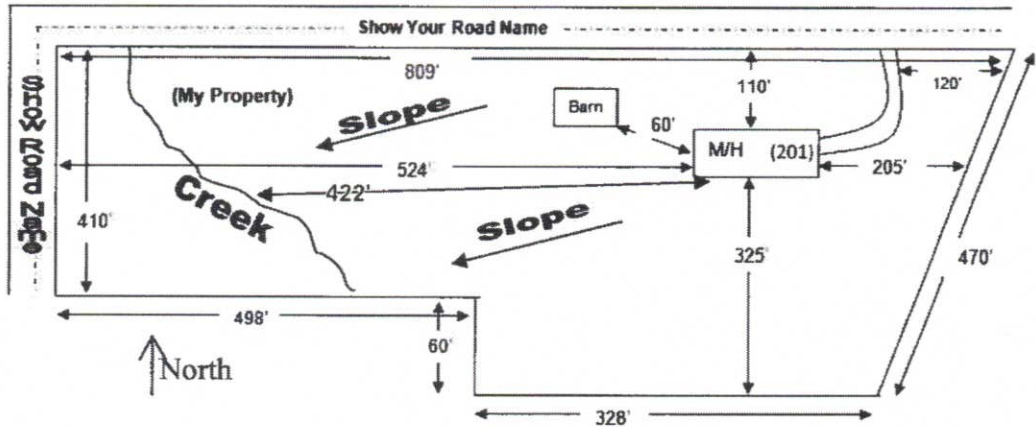 Show Your Road Name
Show Road Name
809'
110'
120'
(My Property)
Slope
Barn
60'
M/H (201)
524'
205'
422'
Creek
410'
Slope
325'
470'
498'
60'
North
328'